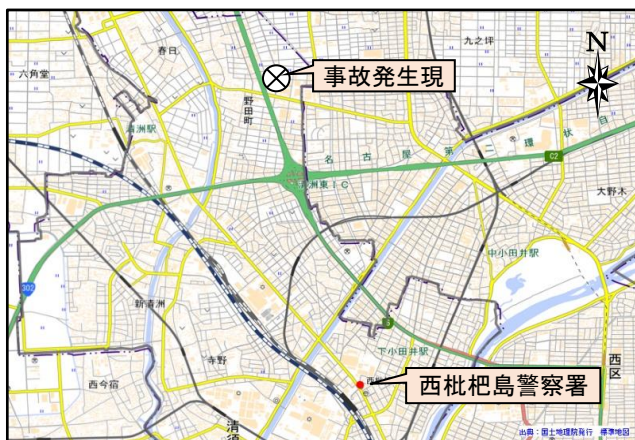 九之坪
N
春日
六角堂
事故発生現
野田町
清洲駅
名古屋第二環状自
C2
清洲東IC
大野木
中小田井駅
302
新清洲
6
下小田井駅
寺野
西区
西今宿
西枇杷島警察署
清須
出典:国土地理院発行 標準地図